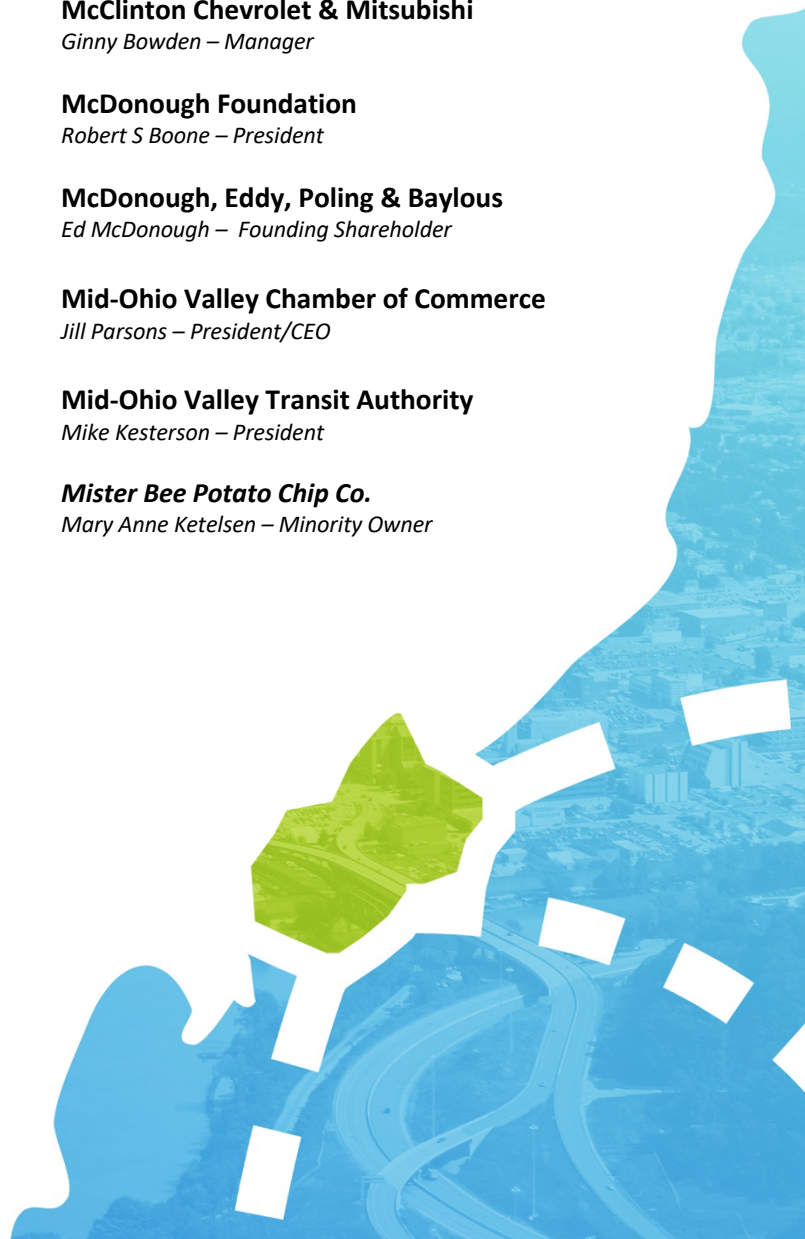 McClinton Chevrolet & Mitsubishi
Ginny Bowden – Manager
McDonough Foundation
Robert S Boone – President
McDonough, Eddy, Poling & Baylous
Ed McDonough –  Founding Shareholder
Mid-Ohio Valley Chamber of Commerce
Jill Parsons – President/CEO
Mid-Ohio Valley Transit Authority
Mike Kesterson – President
Mister Bee Potato Chip Co.
Mary Anne Ketelsen – Minority Owner